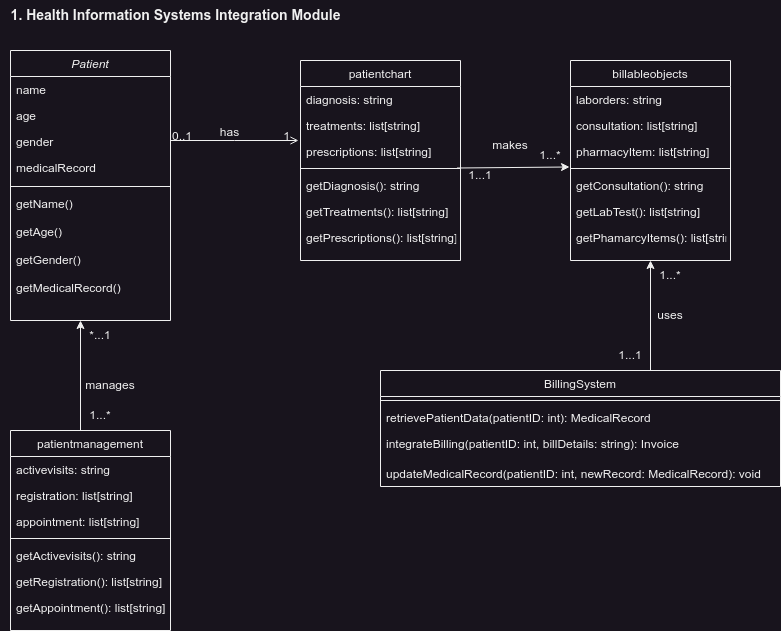 1. Health Information Systems Integration Module
Patient
name
age
gender
medicalRecord
getName()
getAge()
getGender()
getMedicalRecord()
0..1
has
1
patientchart
diagnosis: string
treatments: list[string]
prescriptions: list[string]
getDiagnosis(): string
getTreatments(): list[string]
getPrescriptions(): list[string]
makes
1...*
1...1
billableobjects
laborders: string
consultation: list[string]
pharmacyItem: list[string]
getConsultation(): string
getLabTest(): list[string]
getPhamarcyItems(): list[stri
1...*
uses
1...1
BillingSystem
retrievePatientData(patientID: int): MedicalRecord
integrateBilling(patientID: int, billDetails: string): Invoice
updateMedicalRecord(patientID: int, newRecord: MedicalRecord): void
*...1
manages
1...*
patientmanagement
activevisits: string
registration: list[string]
appointment: list[string]
getActivevisits(): string
getRegistration(): list[string]
getAppointment(): list[string]